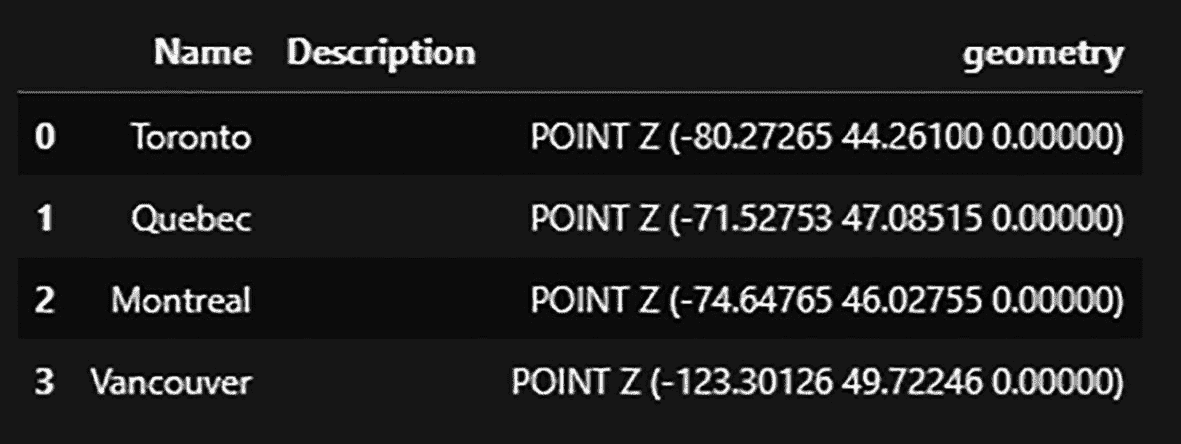 Name Description geometry
0 Toronto POINT Z (-80.27265 44.26100 0.00000)
1 Quebec POINT Z (-71.52753 47.08515 0.00000)
2 Montreal POINT Z (-74.64765 46.02755 0.00000)
3 Vancouver POINT Z (-123.30126 49.72246 0.00000)